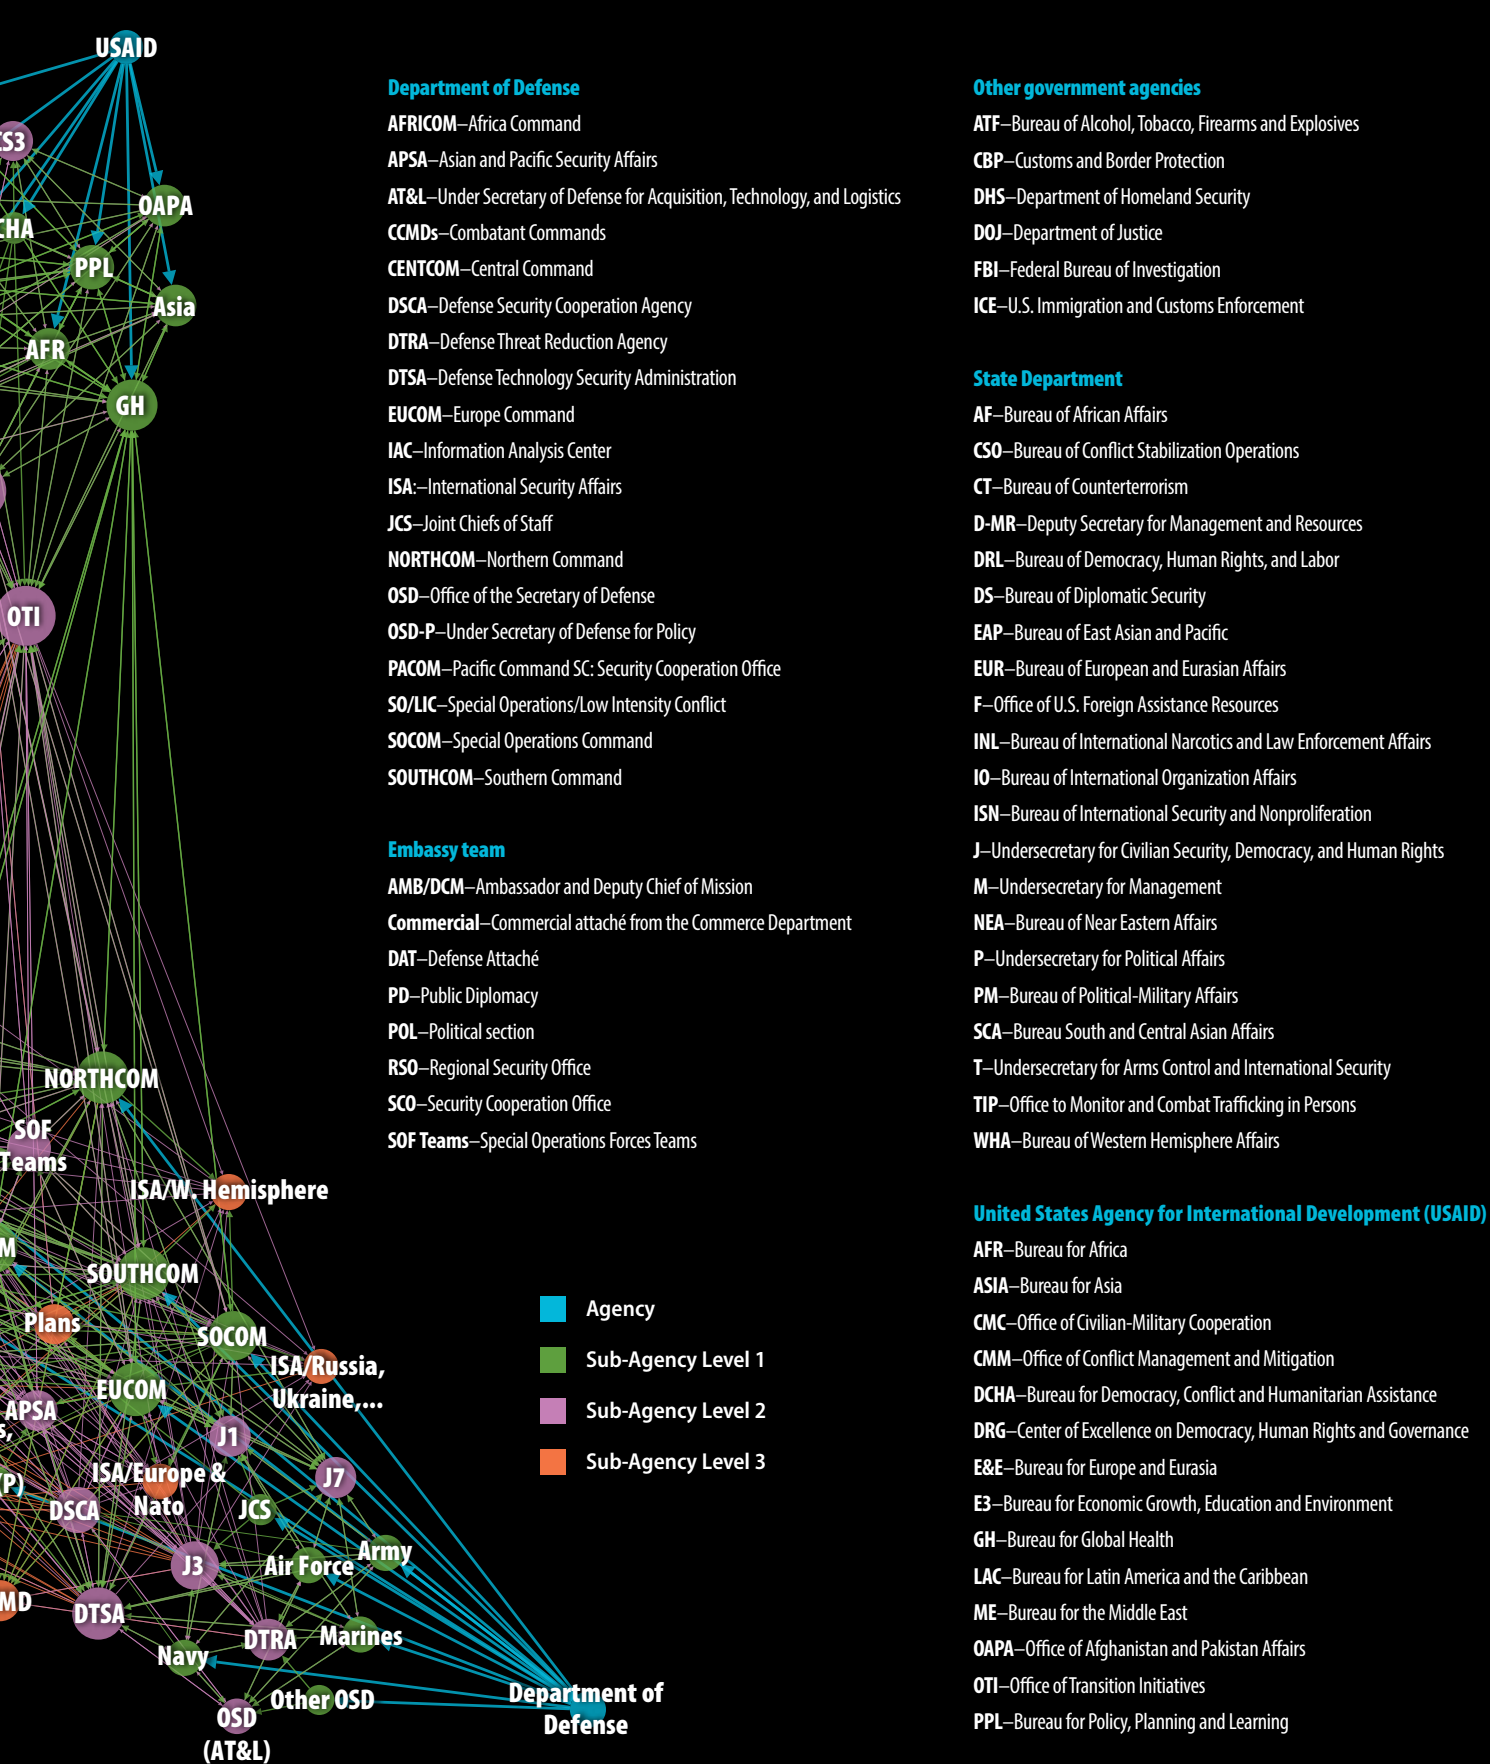 USAID
OAPA
PPL
Asia
AFR
GH
OTI
NORTHCOM
SOF
Teams
ISA/W. Hemisphere
SOUTHCOM
Plans
SOCOM
ISA/Russia,
Ukraine,...
EUCOM
APSA
J1
ISA/Europe &
Nato
J7
DSCA
JCS
J3
Air Force
Army
DTSA
DTRA
Marines
Navy
Other OSD
OSD
(AT&L)
Department of
Defense
Department of Defense
AFRICOM–Africa Command
APSA–Asian and Pacific Security Affairs
AT&L–Under Secretary of Defense for Acquisition, Technology, and Logistics
CCMDs–Combatant Commands
CENTCOM–Central Command
DSCA–Defense Security Cooperation Agency
DTRA–Defense Threat Reduction Agency
DTSA–Defense Technology Security Administration
EUCOM–Europe Command
IAC–Information Analysis Center
ISA:–International Security Affairs
JCS–Joint Chiefs of Staff
NORTHCOM–Northern Command
OSD–Office of the Secretary of Defense
OSD-P–Under Secretary of Defense for Policy
PACOM–Pacific Command SC: Security Cooperation Office
SO/LIC–Special Operations/Low Intensity Conflict
SOCOM–Special Operations Command
SOUTHCOM–Southern Command
Embassy team
AMB/DCM–Ambassador and Deputy Chief of Mission
Commercial–Commercial attaché from the Commerce Department
DAT–Defense Attaché
PD–Public Diplomacy
POL–Political section
RSO–Regional Security Office
SCO–Security Cooperation Office
SOF Teams–Special Operations Forces Teams
Agency
Sub-Agency Level 1
Sub-Agency Level 2
Sub-Agency Level 3
Other government agencies
ATF–Bureau of Alcohol, Tobacco, Firearms and Explosives
CBP–Customs and Border Protection
DHS–Department of Homeland Security
DOJ–Department of Justice
FBI–Federal Bureau of Investigation
ICE–U.S. Immigration and Customs Enforcement
State Department
AF–Bureau of African Affairs
CSO–Bureau of Conflict Stabilization Operations
CT–Bureau of Counterterrorism
D-MR–Deputy Secretary for Management and Resources
DRL–Bureau of Democracy, Human Rights, and Labor
DS–Bureau of Diplomatic Security
EAP–Bureau of East Asian and Pacific
EUR–Bureau of European and Eurasian Affairs
F–Office of U.S. Foreign Assistance Resources
INL–Bureau of International Narcotics and Law Enforcement Affairs
IO–Bureau of International Organization Affairs
ISN–Bureau of International Security and Nonproliferation
J–Undersecretary for Civilian Security, Democracy, and Human Rights
M–Undersecretary for Management
NEA–Bureau of Near Eastern Affairs
P–Undersecretary for Political Affairs
PM–Bureau of Political-Military Affairs
SCA–Bureau South and Central Asian Affairs
T–Undersecretary for Arms Control and International Security
TIP–Office to Monitor and Combat Trafficking in Persons
WHA–Bureau of Western Hemisphere Affairs
United States Agency for International Development (USAID)
AFR–Bureau for Africa
ASIA–Bureau for Asia
CMC–Office of Civilian-Military Cooperation
CMM–Office of Conflict Management and Mitigation
DCHA–Bureau for Democracy, Conflict and Humanitarian Assistance
DRG–Center of Excellence on Democracy, Human Rights and Governance
E&E–Bureau for Europe and Eurasia
E3–Bureau for Economic Growth, Education and Environment
GH–Bureau for Global Health
LAC–Bureau for Latin America and the Caribbean
ME–Bureau for the Middle East
OAPA–Office of Afghanistan and Pakistan Affairs
OTI–Office of Transition Initiatives
PPL–Bureau for Policy, Planning and Learning